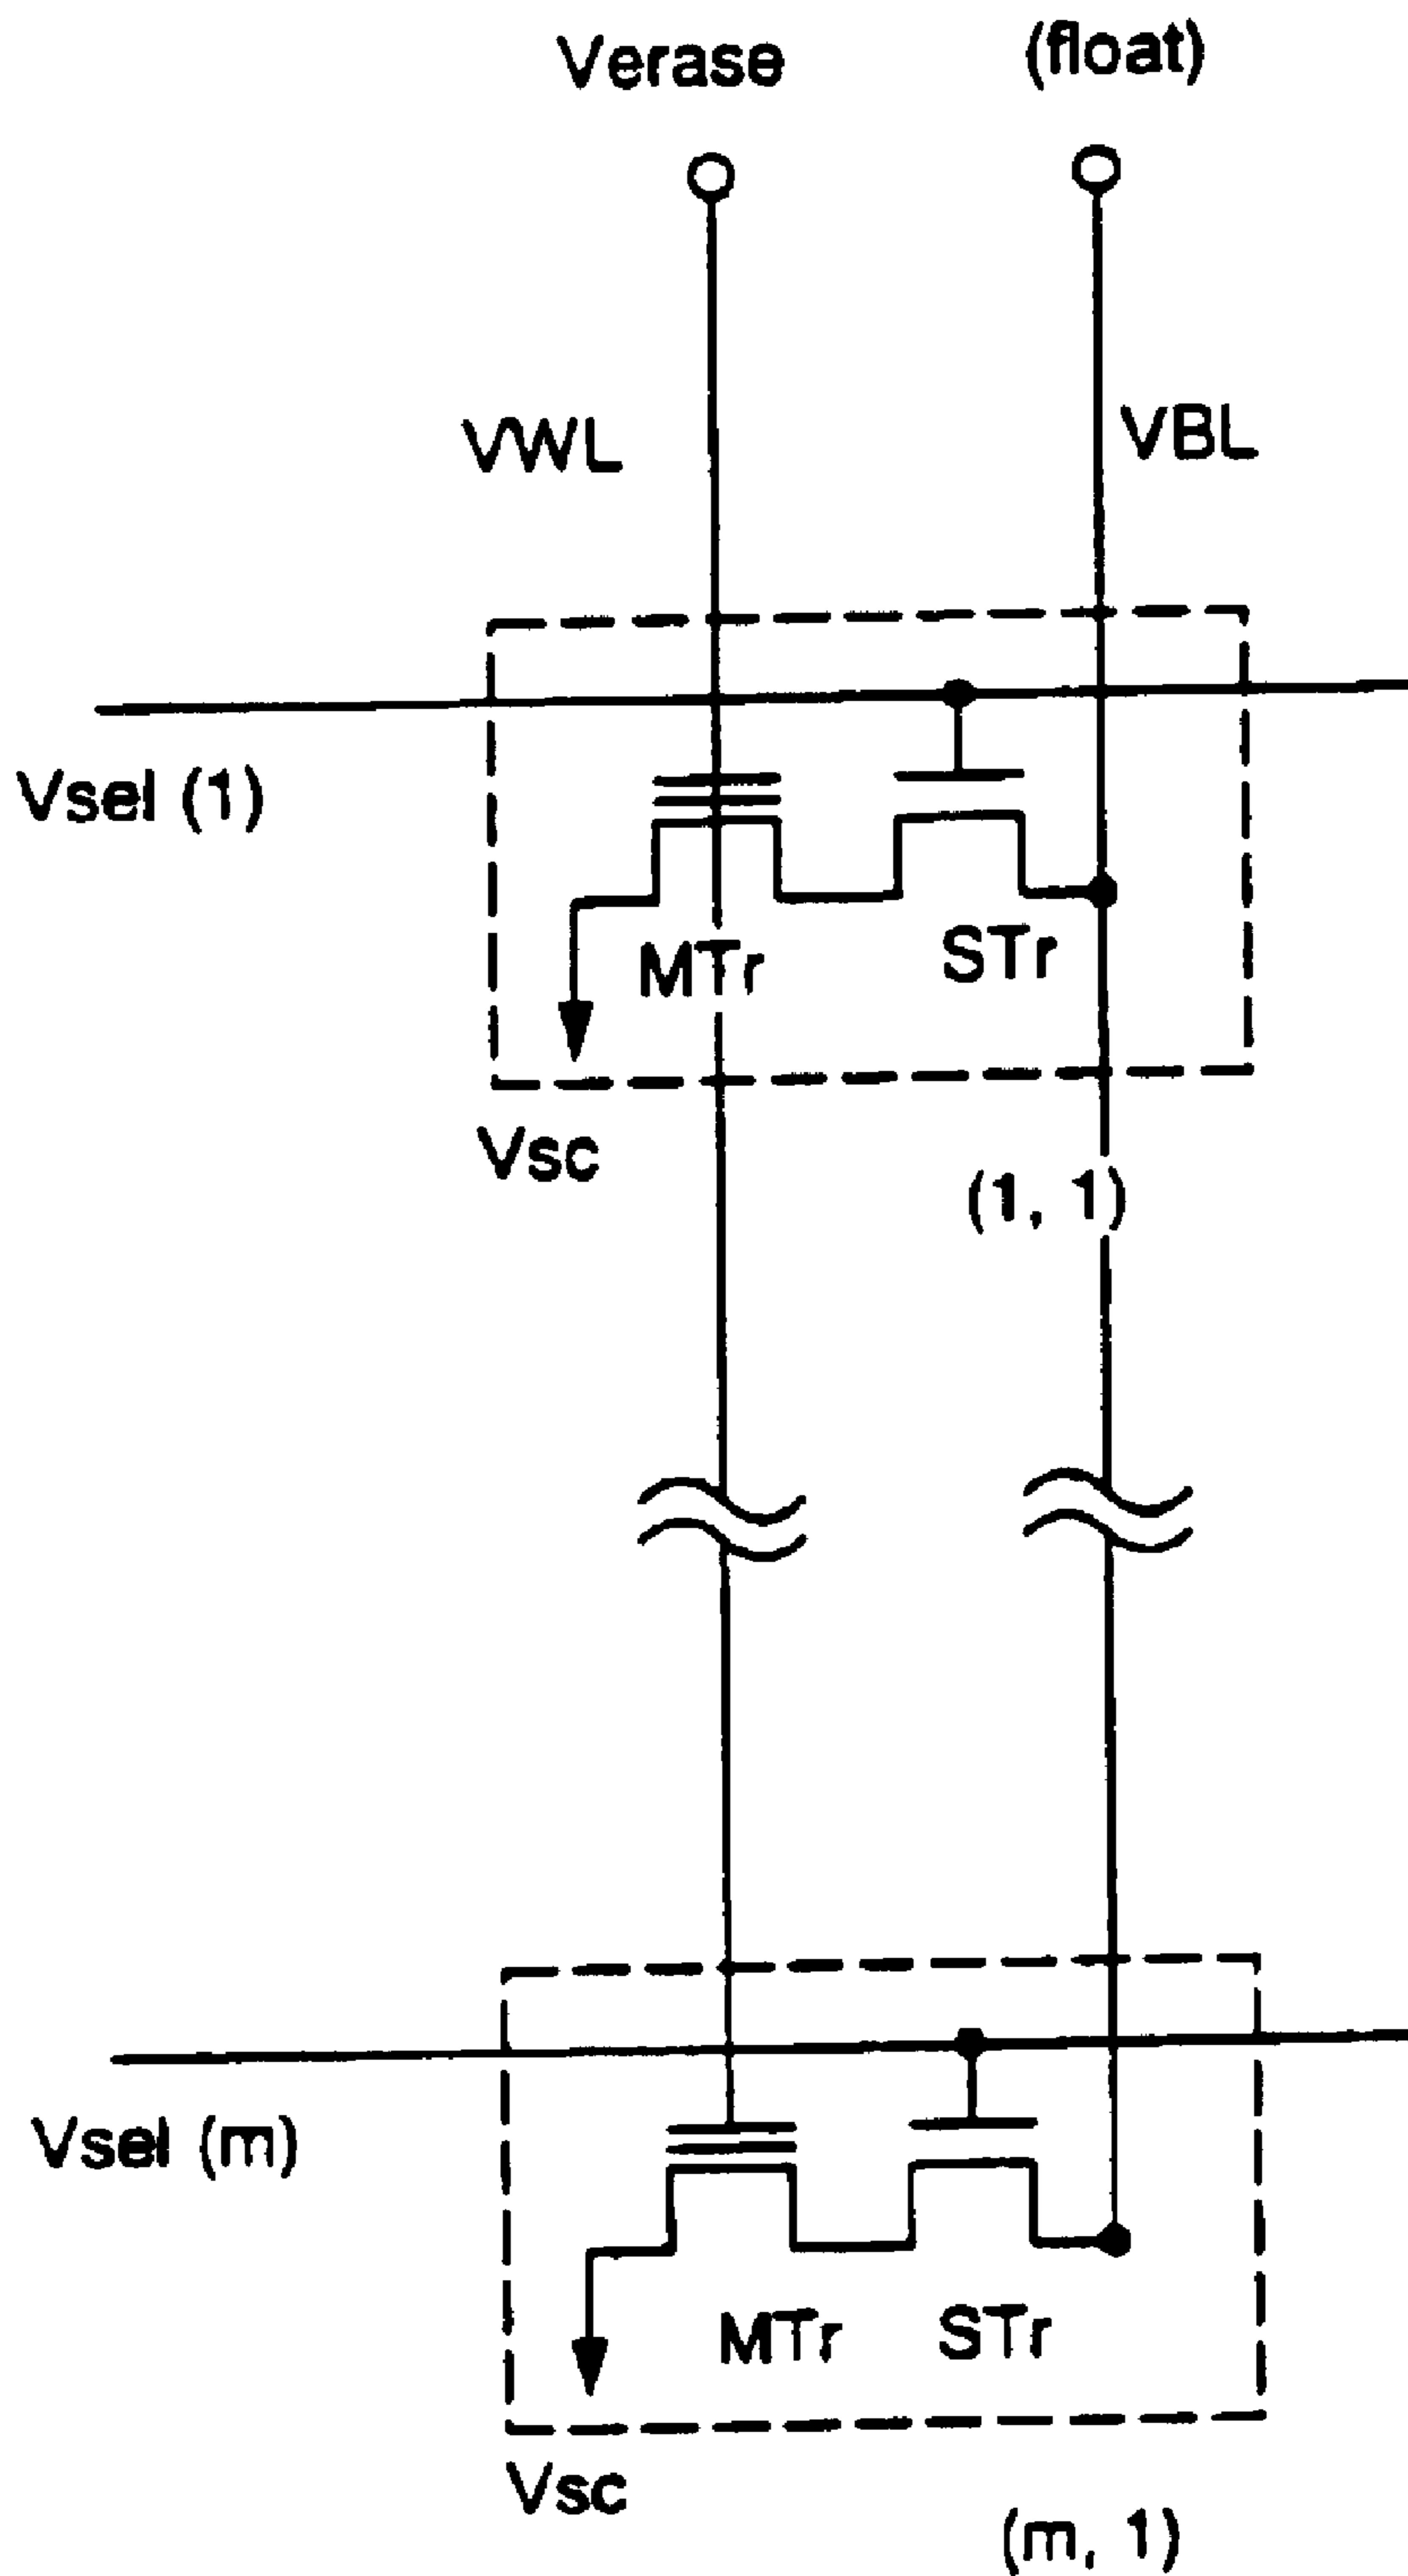 Verase
(float)
VWL
VBL
Vsel (1)
MTr
STr
Vsc
(1, 1)
Vsel (m)
MTr
STr
Vsc
(m, 1)